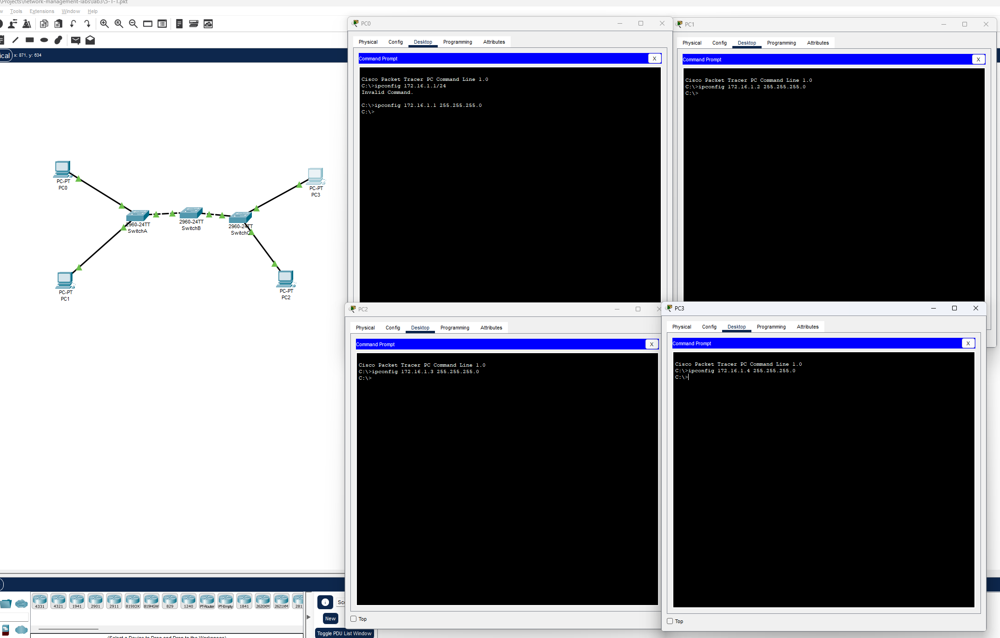 \Projects\network-management-labs\lab3\5-1-1.pkt
Tools Extensions Window Help
x: 871, y: 634
PC-PT
PC0
PC-PT
PC3
2960-24TT
SwitchA
2960-24TT
SwitchB
2960-24TT
SwitchC
PC-PT
PC1
PC-PT
PC2
PC0
Physical Config Desktop Programming Attributes
Command Prompt X
Cisco Packet Tracer PC Command Line 1.0
C:\>ipconfig 172.16.1.1/24
Invalid Command.
C:\>ipconfig 172.16.1.1 255.255.255.0
C:\>
PC1
Physical Config Desktop Programming Attributes
Command Prompt X
Cisco Packet Tracer PC Command Line 1.0
C:\>ipconfig 172.16.1.2 255.255.255.0
C:\>
PC2
Physical Config Desktop Programming Attributes
Command Prompt X
Cisco Packet Tracer PC Command Line 1.0
C:\>ipconfig 172.16.1.3 255.255.255.0
C:\>
Top
PC3
Physical Config Desktop Programming Attributes
Command Prompt X
Cisco Packet Tracer PC Command Line 1.0
C:\>ipconfig 172.16.1.4 255.255.255.0
C:\>
Top
4331 4321 1941 2901 2911 819IOX 819HGW 829 1240 PT-Router PT-Empty 1841 2620XM 2621XM 281
New
Toggle PDU List Window
(Select a Device to Drag and Drop to the Workspace)